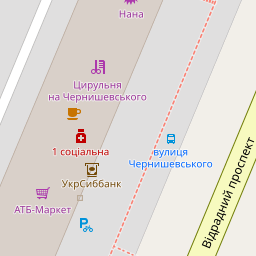 Нана
Цирульня
на Чернишевського
1 соціальна
вулиця
Чернишевського
УкрСиббанк
АТБ-Маркет
Відрадний проспект